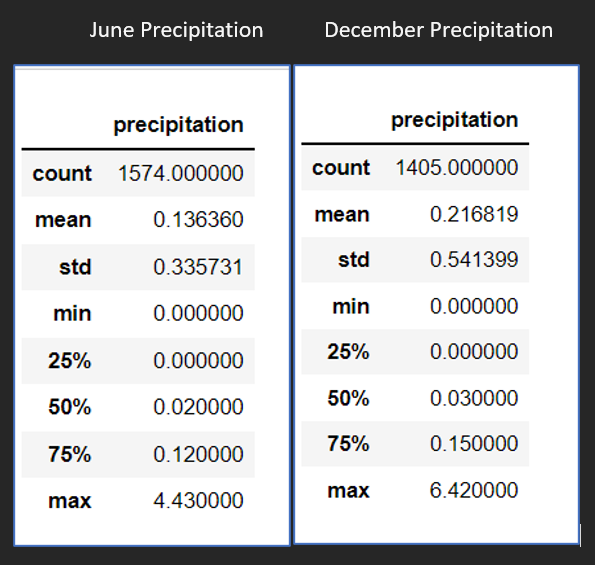 June Precipitation
December Precipitation
precipitation
count 1574.000000
mean 0.136360
std 0.335731
min 0.000000
25% 0.000000
50% 0.020000
75% 0.120000
max 4.430000
precipitation
count 1405.000000
mean 0.216819
std 0.541399
min 0.000000
25% 0.000000
50% 0.030000
75% 0.150000
max 6.420000